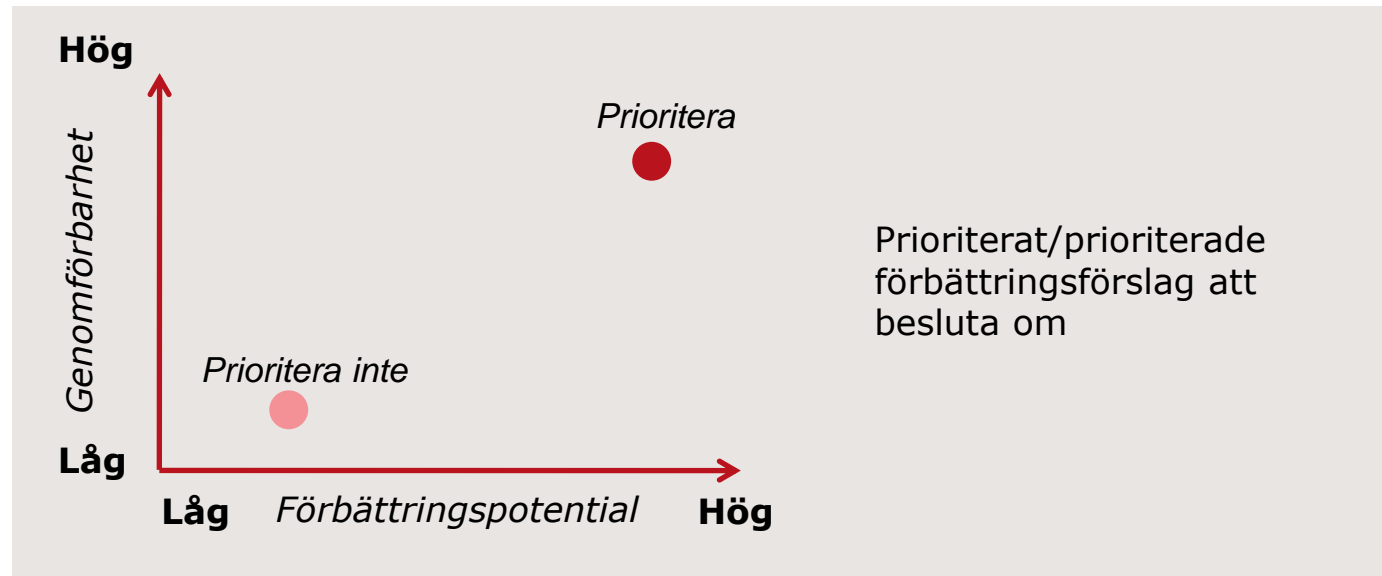 Hög
Genomförbarhet
Prioritera
Prioriterat/prioriterade
förbättringsförslag att
besluta om
Prioritera inte
Låg
Låg
Förbättringspotential
Hög